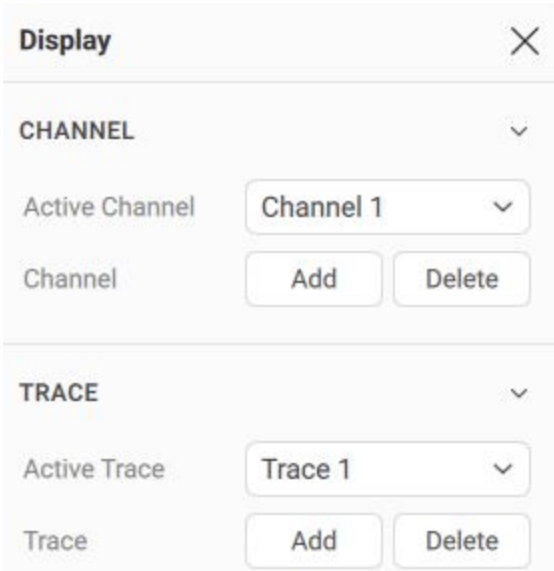 Display
CHANNEL
Active Channel Channel 1
Channel Add Delete
TRACE
Active Trace Trace 1
Trace Add Delete